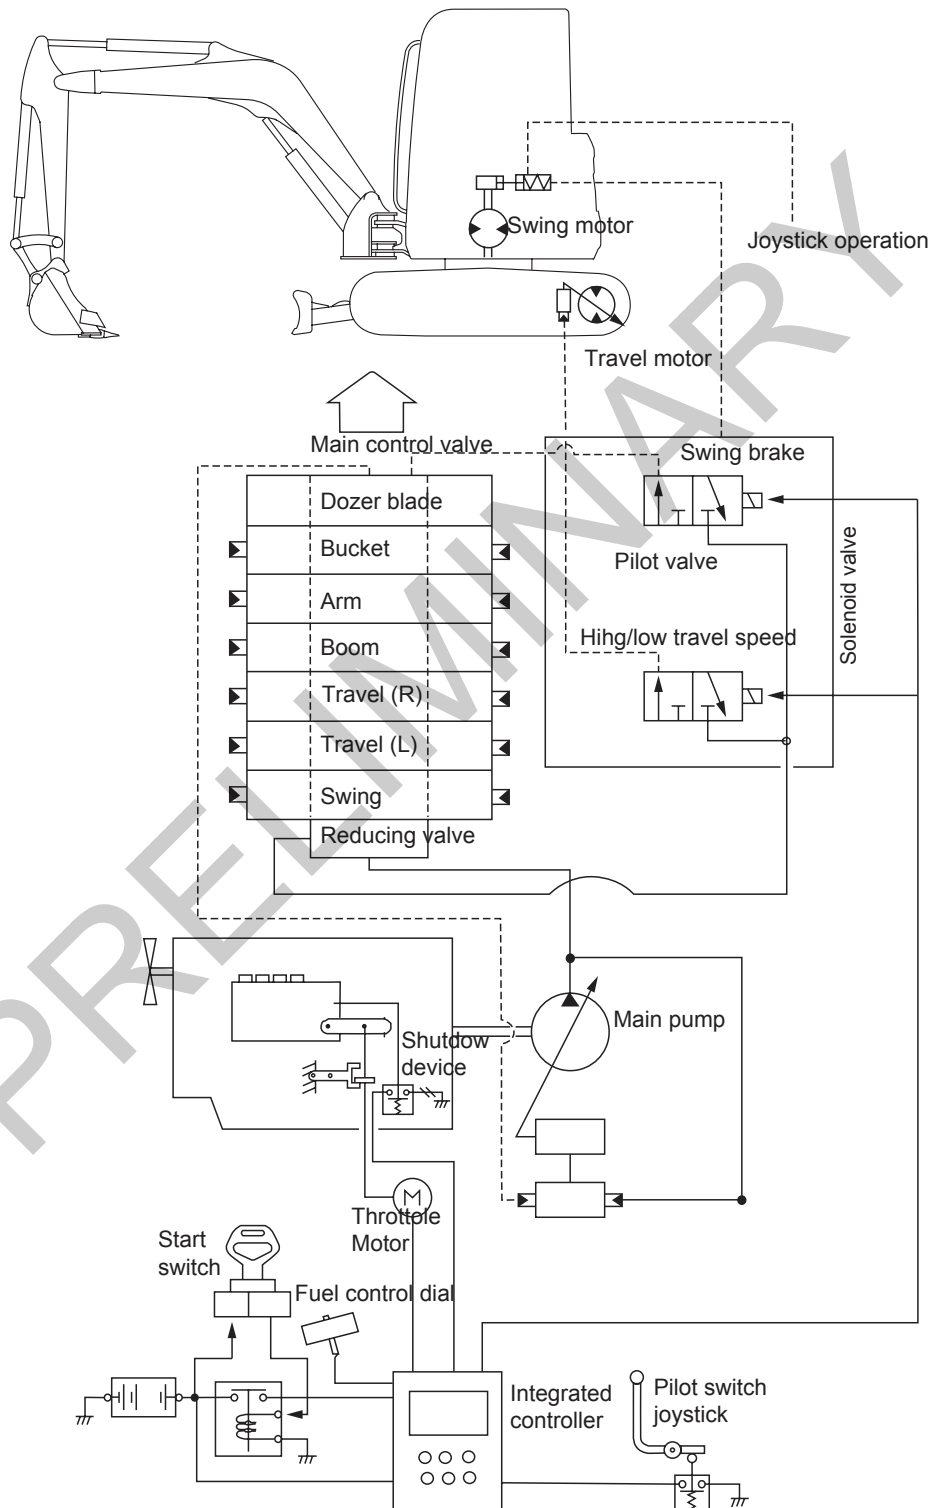 Swing motor
Joystick operation
Travel motor
Main control valve
Swing brake
Dozer blade
Bucket
Pilot valve
Solenoid valve
Arm
Hihg/low travel speed
Boom
Travel (R)
Travel (L)
Swing
Reducing valve
Main pump
Shutdow
device
M
Throttole
Motor
Start
switch
Fuel control dial
Integrated
controller
Pilot switch
joystick
PRELIMINARY